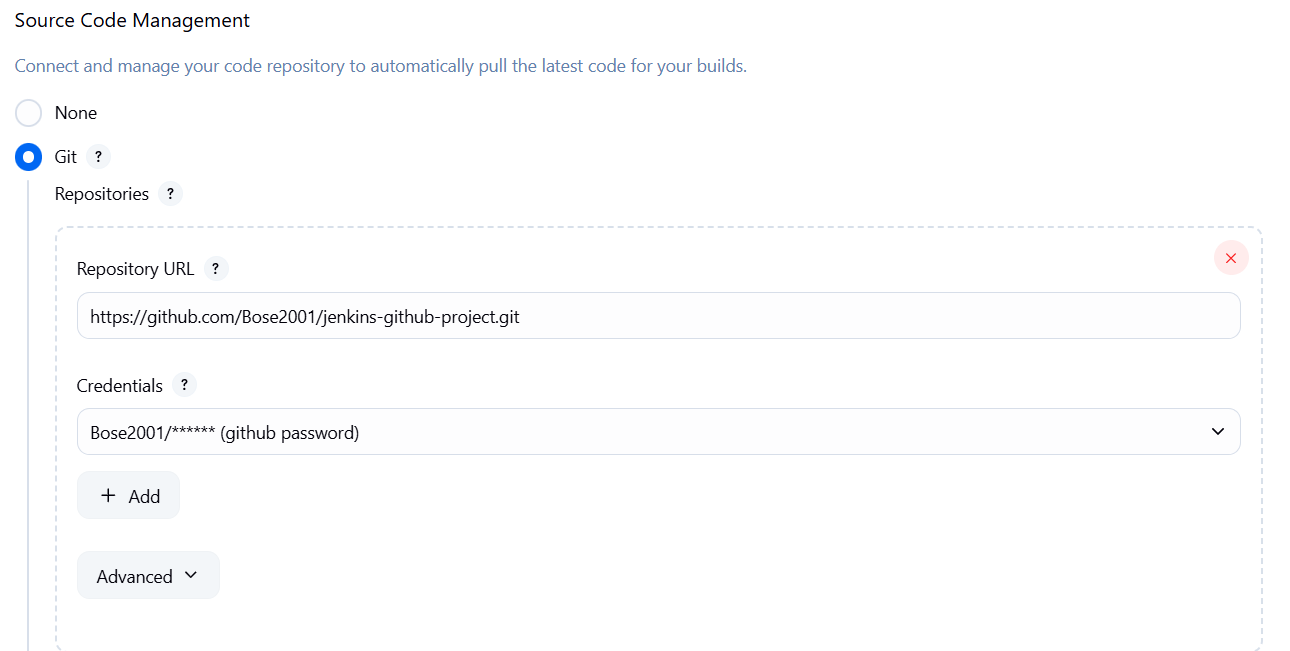 Source Code Management
Connect and manage your code repository to automatically pull the latest code for your builds.
None
Git ?
Repositories ?
Repository URL ?
https://github.com/Bose2001/jenkins-github-project.git
Credentials ?
Bose2001/****** (github password)
+ Add
Advanced